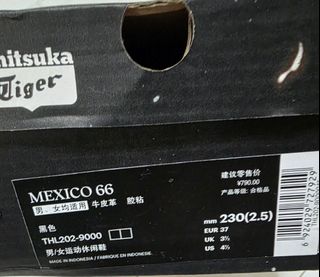 nitsuka
Tiger
MEXICO 66
男、女均适用 牛皮革 胶粘
黑色
THL202-9000
男/女运动休闲鞋
MADE IN INDONESIA / FABRIQUE EN INDONESIE
建议零售价
¥790.00
产品等级: 合格品
mm 230(2.5)
EUR 37
UK 3½
US 4½